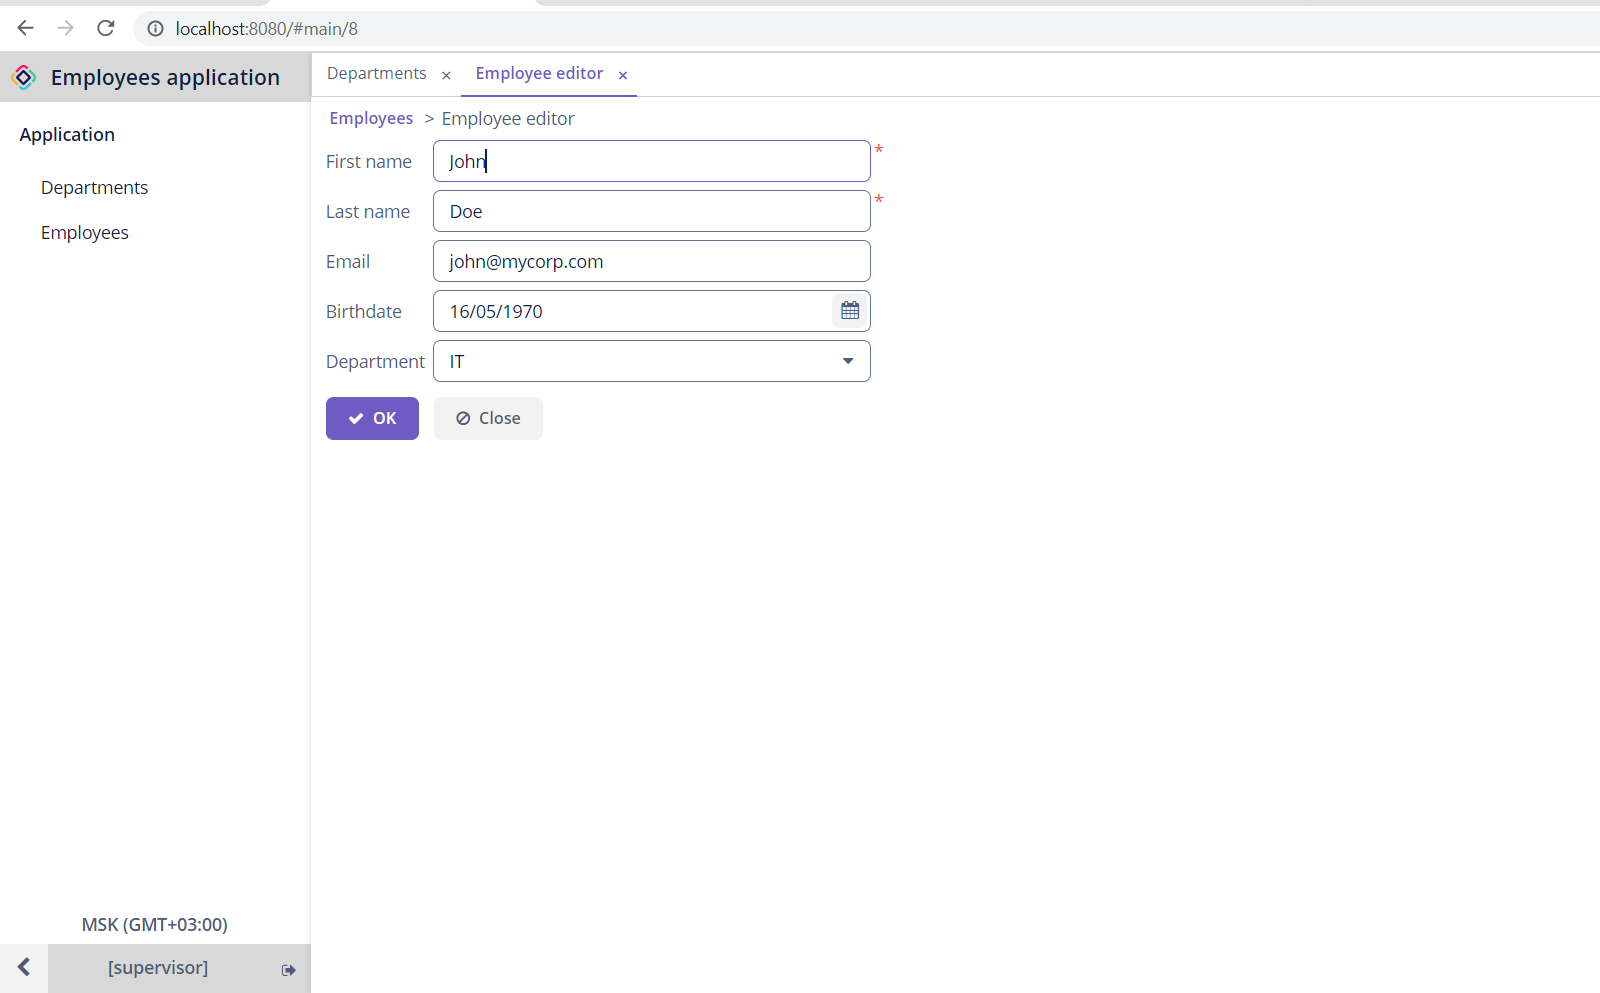 localhost:8080/#main/8
Employees application
Departments × Employee editor ×
Application
Departments
Employees
Employees > Employee editor
First name John *
Last name Doe *
Email john@mycorp.com
Birthdate 16/05/1970
Department IT
OK Close
MSK (GMT+03:00)
[supervisor]